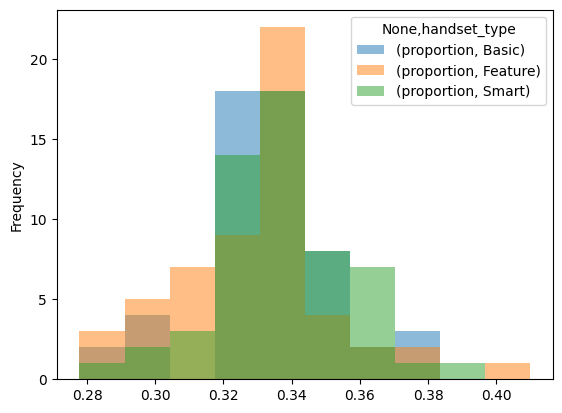 None,handset_type
(proportion, Basic)
(proportion, Feature)
(proportion, Smart)
Frequency
20
15
10
5
0
0.28 0.30 0.32 0.34 0.36 0.38 0.40